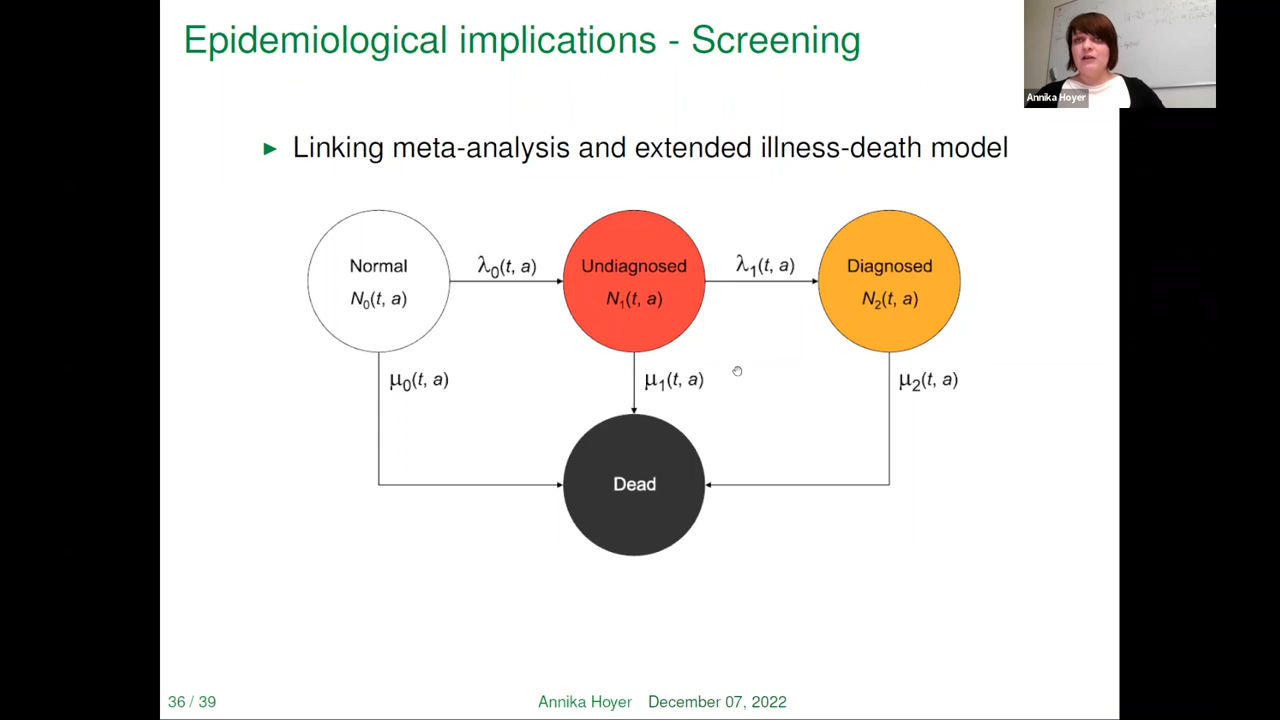 Epidemiological implications - Screening
Annika Hoyer
► Linking meta-analysis and extended illness-death model
Normal
N₀(t, a)
λ₀(t, a)
Undiagnosed
N₁(t, a)
λ₁(t, a)
Diagnosed
N₂(t, a)
μ₀(t, a)
μ₁(t, a)
μ₂(t, a)
Dead
36 / 39
Annika Hoyer December 07, 2022